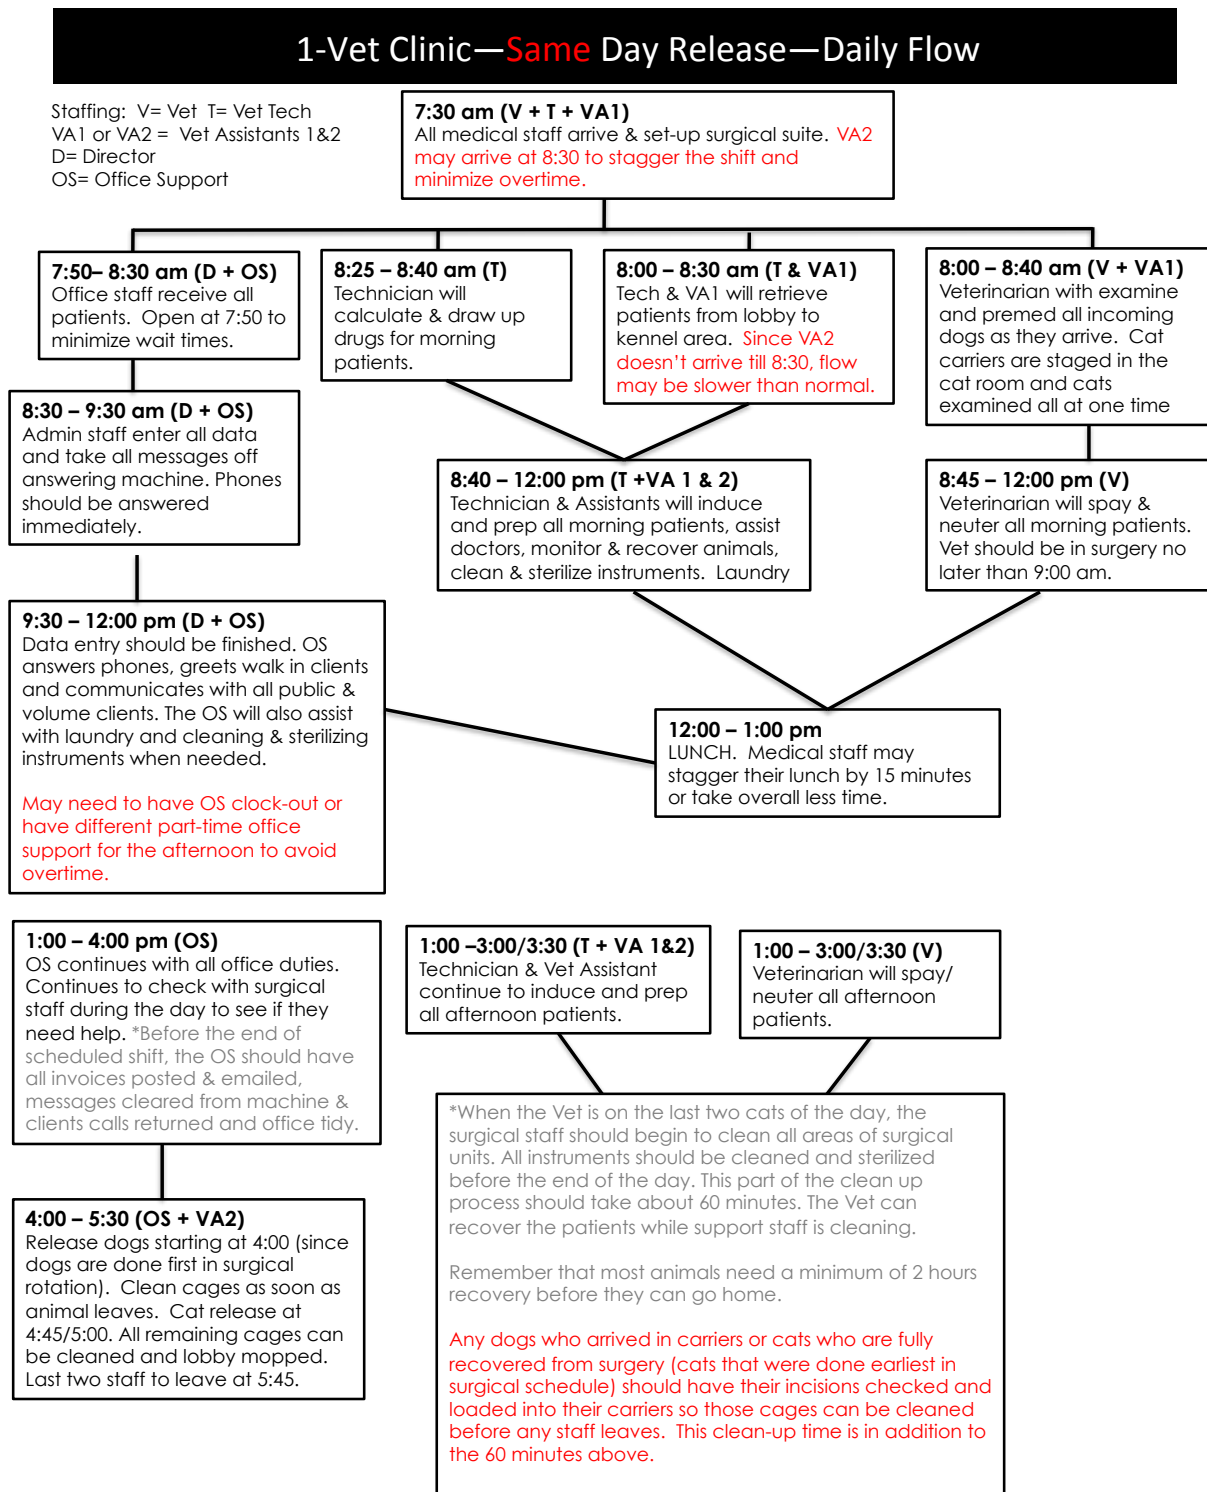 1-Vet Clinic—Same Day Release—Daily Flow
Staffing:  V= Vet  T= Vet Tech
VA1 or VA2 =  Vet Assistants 1&2
D= Director
OS= Office Support
7:30 am (V + T + VA1)
All medical staff arrive & set-up surgical suite. VA2
may arrive at 8:30 to stagger the shift and
minimize overtime.
7:50– 8:30 am (D + OS)
Office staff receive all
patients.  Open at 7:50 to
minimize wait times.
8:25 – 8:40 am (T)
Technician will
calculate & draw up
drugs for morning
patients.
8:00 – 8:30 am (T & VA1)
Tech & VA1 will retrieve
patients from lobby to
kennel area.  Since VA2
doesn't arrive till 8:30, flow
may be slower than normal.
8:00 – 8:40 am (V + VA1)
Veterinarian with examine
and premed all incoming
dogs as they arrive.  Cat
carriers are staged in the
cat room and cats
examined all at one time
8:30 – 9:30 am (D + OS)
Admin staff enter all data
and take all messages off
answering machine. Phones
should be answered
immediately.
8:40 – 12:00 pm (T +VA 1 & 2)
Technician & Assistants will induce
and prep all morning patients, assist
doctors, monitor & recover animals,
clean & sterilize instruments.  Laundry
8:45 – 12:00 pm (V)
Veterinarian will spay &
neuter all morning patients.
Vet should be in surgery no
later than 9:00 am.
9:30 – 12:00 pm (D + OS)
Data entry should be finished. OS
answers phones, greets walk in clients
and communicates with all public &
volume clients. The OS will also assist
with laundry and cleaning & sterilizing
instruments when needed.
May need to have OS clock-out or
have different part-time office
support for the afternoon to avoid
overtime.
12:00 – 1:00 pm
LUNCH.  Medical staff may
stagger their lunch by 15 minutes
or take overall less time.
1:00 – 4:00 pm (OS)
OS continues with all office duties.
Continues to check with surgical
staff during the day to see if they
need help. *Before the end of
scheduled shift, the OS should have
all invoices posted & emailed,
messages cleared from machine &
clients calls returned and office tidy.
1:00 –3:00/3:30 (T + VA 1&2)
Technician & Vet Assistant
continue to induce and prep
all afternoon patients.
1:00 – 3:00/3:30 (V)
Veterinarian will spay/
neuter all afternoon
patients.
*When the Vet is on the last two cats of the day, the
surgical staff should begin to clean all areas of surgical
units. All instruments should be cleaned and sterilized
before the end of the day. This part of the clean up
process should take about 60 minutes. The Vet can
recover the patients while support staff is cleaning.
Remember that most animals need a minimum of 2 hours
recovery before they can go home.
Any dogs who arrived in carriers or cats who are fully
recovered from surgery (cats that were done earliest in
surgical schedule) should have their incisions checked and
loaded into their carriers so those cages can be cleaned
before any staff leaves.  This clean-up time is in addition to
the 60 minutes above.
4:00 – 5:30 (OS + VA2)
Release dogs starting at 4:00 (since
dogs are done first in surgical
rotation).  Clean cages as soon as
animal leaves.  Cat release at
4:45/5:00. All remaining cages can
be cleaned and lobby mopped.
Last two staff to leave at 5:45.